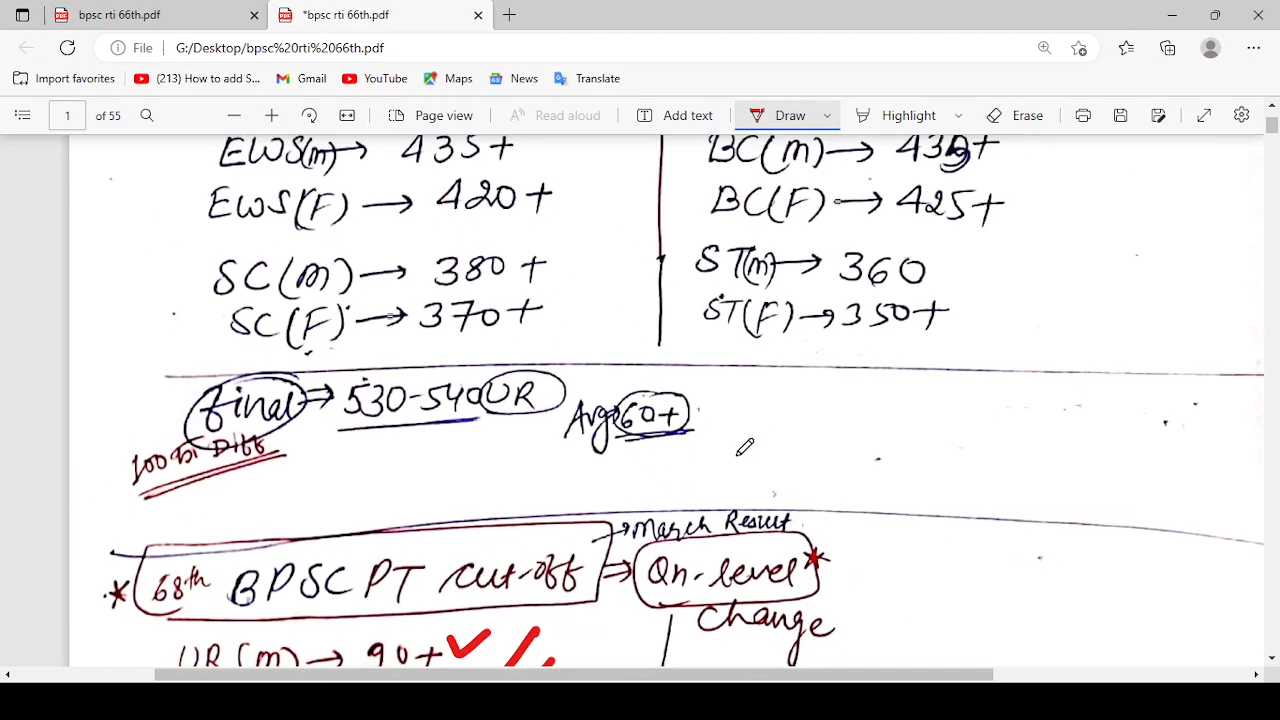 bpsc rti 66th.pdf
*bpsc rti 66th.pdf
File G:/Desktop/bpsc%20rti%2066th.pdf
Import favorites (213) How to add S... Gmail YouTube Maps News Translate
1 of 55 Page view Read aloud Add text Draw Highlight Erase
EWS(m) → 435+
EWS(F) → 420+
SC(m) → 380+
SC(F) → 370+
BC(m) →
BC(F) → 425+
ST(m) → 360
ST(F) → 350+
final → 530-540 UR
Avg 60+
100 Diff
→ March Result
* 68th BPSC PT cut-off ⇒ Qn-level *
change
UR(m) → 90+